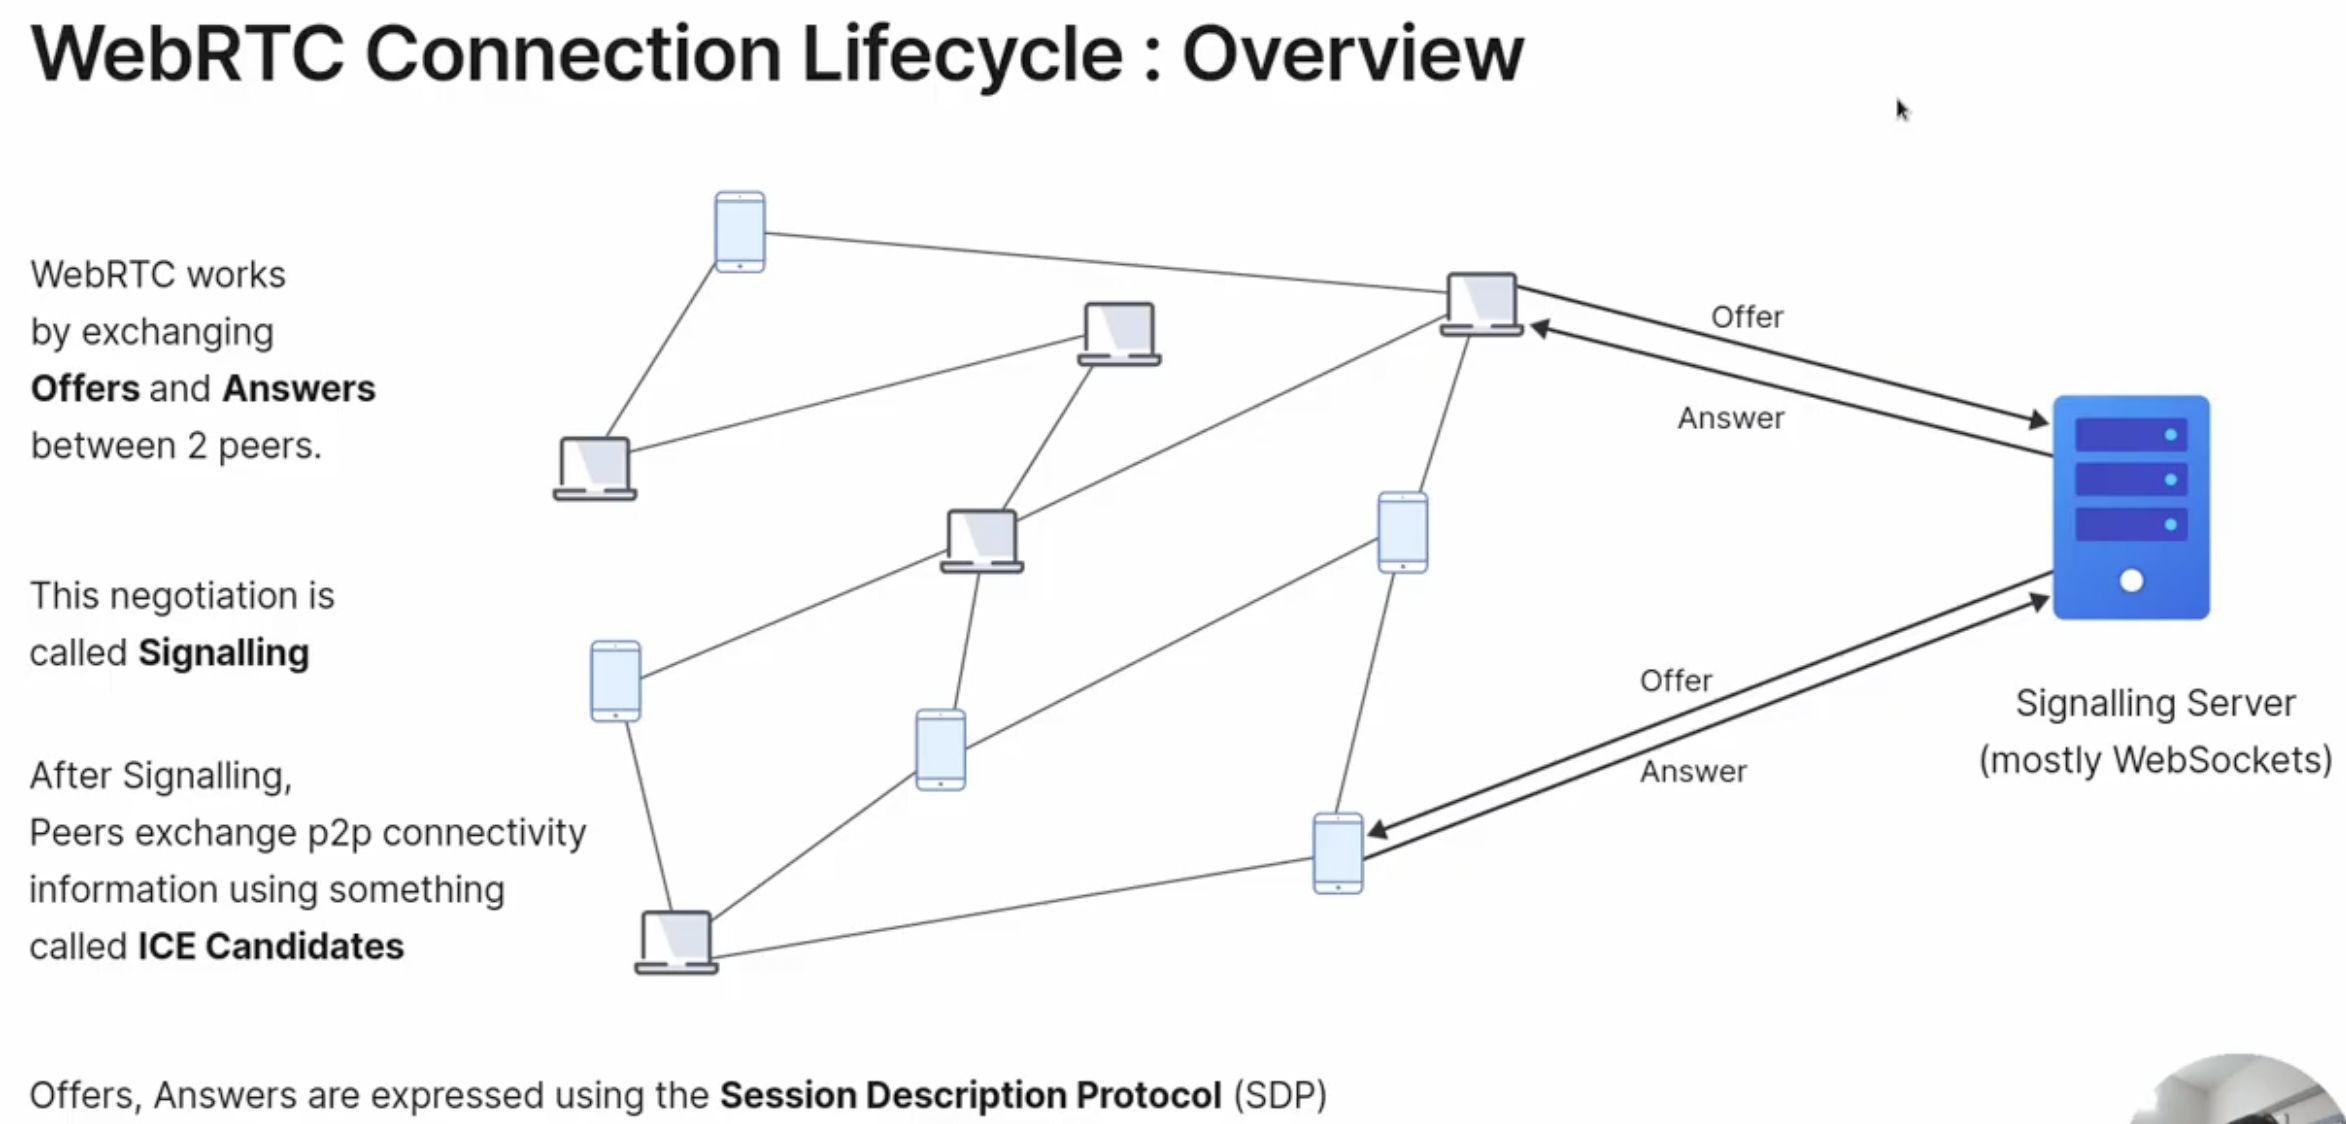 WebRTC Connection Lifecycle : Overview
WebRTC works
by exchanging
Offers and Answers
between 2 peers.
This negotiation is
called Signalling
After Signalling,
Peers exchange p2p connectivity
information using something
called ICE Candidates
Offer
Answer
Offer
Answer
Signalling Server
(mostly WebSockets)
Offers, Answers are expressed using the Session Description Protocol (SDP)